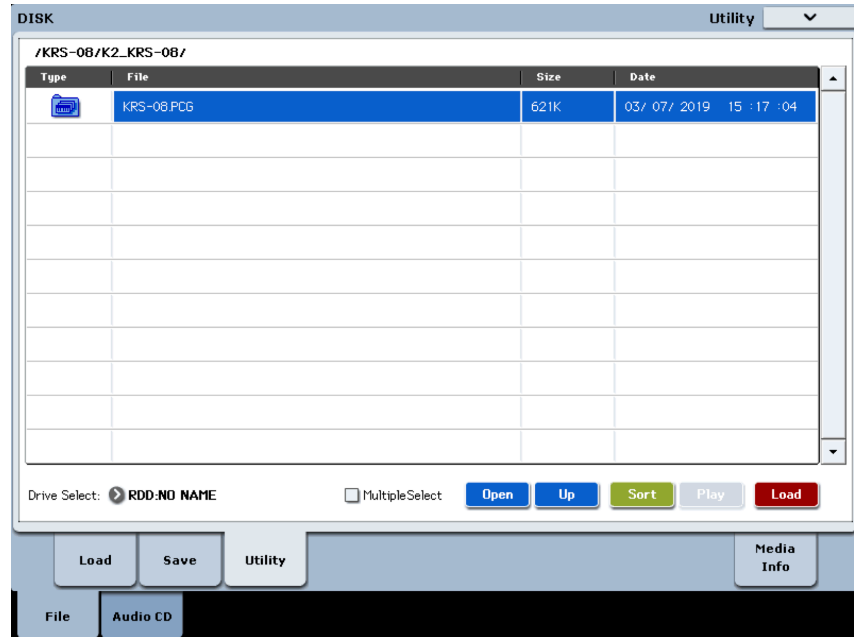 DISK
Utility
/KRS-08/K2_KRS-08/
Type File Size Date
KRS-08.PCG 621K 03/ 07/ 2019 15 :17 :04
Drive Select: RDD:NO NAME MultipleSelect Open Up Sort Play Load
Load Save Utility Media Info
File Audio CD